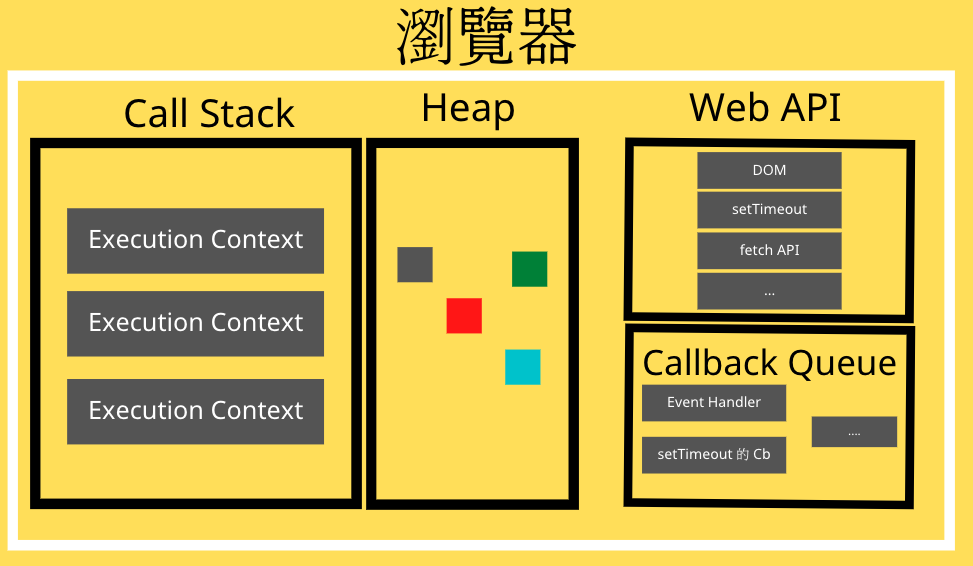 瀏覽器
Call Stack
Execution Context
Execution Context
Execution Context
Heap
Web API
DOM
setTimeout
fetch API
...
Callback Queue
Event Handler
setTimeout 的 Cb
....